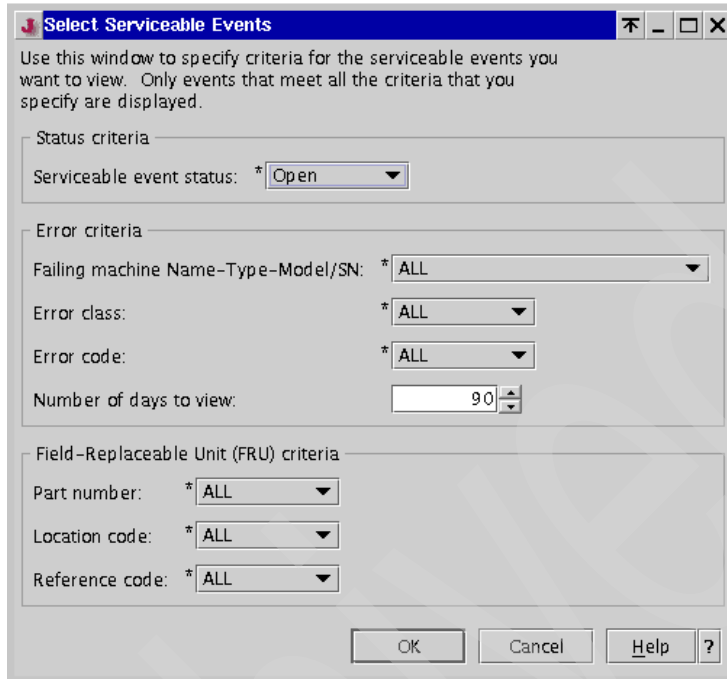 Select Serviceable Events
Use this window to specify criteria for the serviceable events you
want to view. Only events that meet all the criteria that you
specify are displayed.
Status criteria
Serviceable event status: * Open
Error criteria
Failing machine Name-Type-Model/SN: * ALL
Error class: * ALL
Error code: * ALL
Number of days to view: 90
Field-Replaceable Unit (FRU) criteria
Part number: * ALL
Location code: * ALL
Reference code: * ALL
OK Cancel Help ?